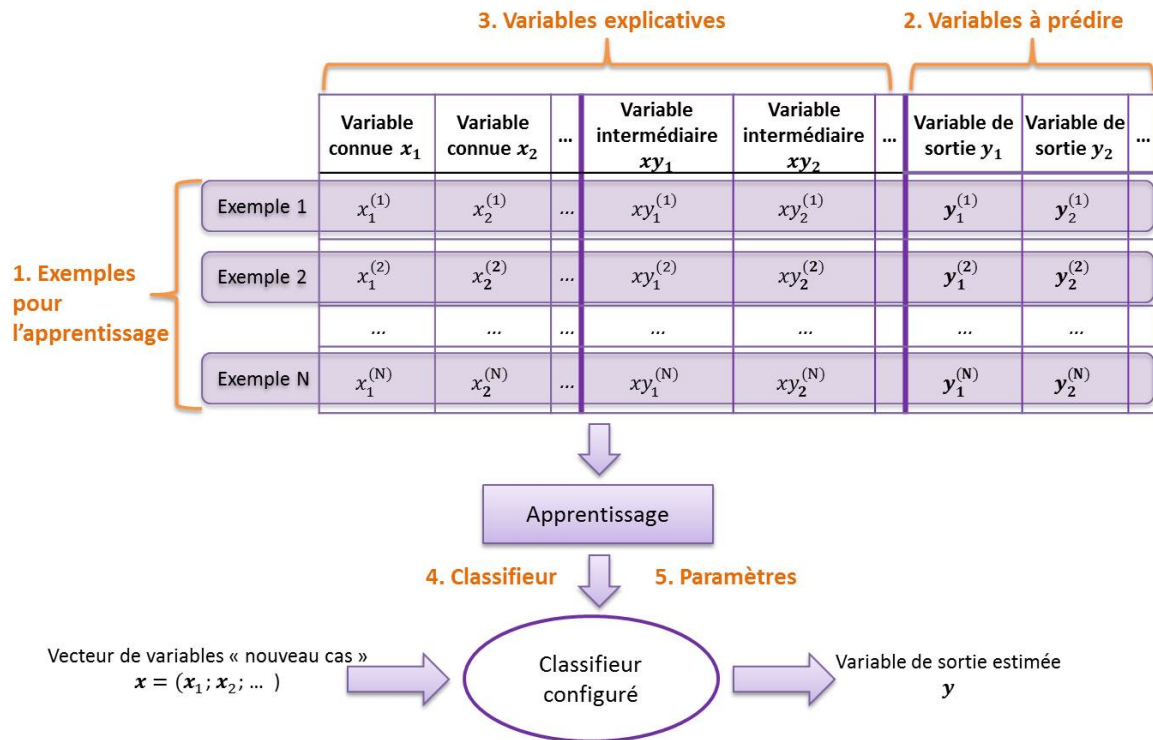 3. Variables explicatives
2. Variables à prédire
Variable connue x₁
Variable connue x₂
...
Variable intermédiaire xy₁
Variable intermédiaire xy₂
...
Variable de sortie y₁
Variable de sortie y₂
...
1. Exemples pour l'apprentissage
Exemple 1 x₁⁽¹⁾ x₂⁽¹⁾ ... xy₁⁽¹⁾ xy₂⁽¹⁾ y₁⁽¹⁾ y₂⁽¹⁾
Exemple 2 x₁⁽²⁾ x₂⁽²⁾ ... xy₁⁽²⁾ xy₂⁽²⁾ y₁⁽²⁾ y₂⁽²⁾
... ... ... ... ... ... ...
Exemple N x₁⁽ᴺ⁾ x₂⁽ᴺ⁾ ... xy₁⁽ᴺ⁾ xy₂⁽ᴺ⁾ y₁⁽ᴺ⁾ y₂⁽ᴺ⁾
Apprentissage
4. Classifieur
5. Paramètres
Vecteur de variables « nouveau cas »
x = (x₁; x₂; … )
Classifieur
configuré
Variable de sortie estimée
y